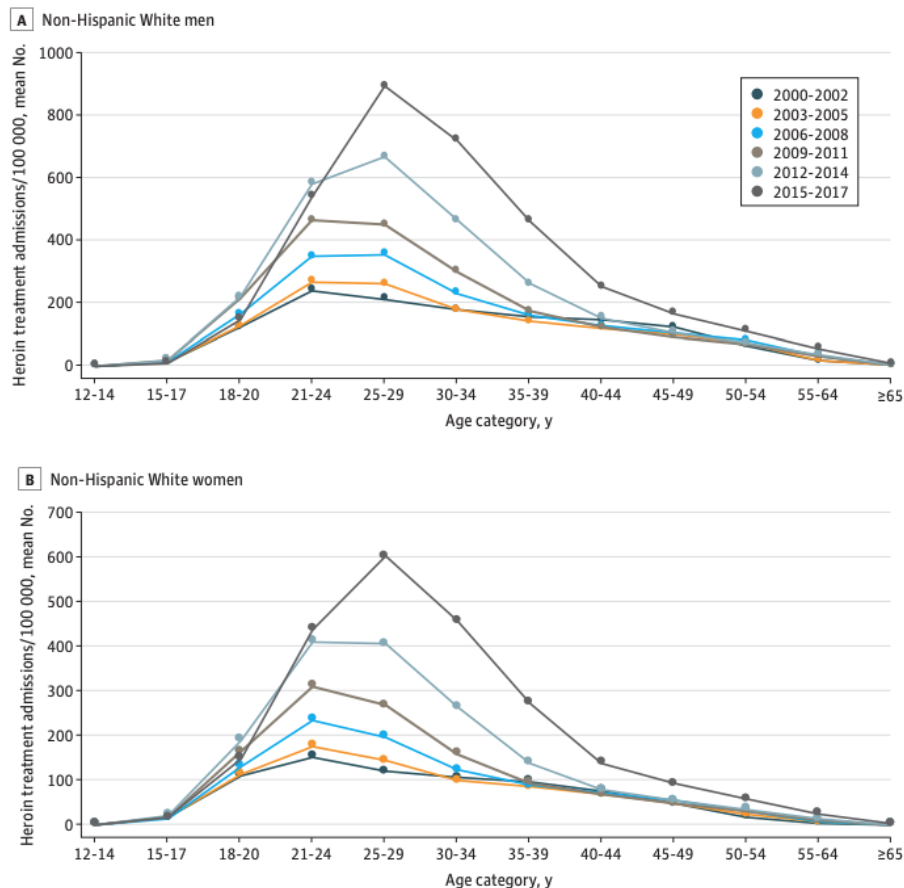 A Non-Hispanic White men
Heroin treatment admissions/100 000, mean No.
1000
800
600
400
200
0
2000-2002
2003-2005
2006-2008
2009-2011
2012-2014
2015-2017
12-14 15-17 18-20 21-24 25-29 30-34 35-39 40-44 45-49 50-54 55-64 ≥65
Age category, y
B Non-Hispanic White women
Heroin treatment admissions/100 000, mean No.
700
600
500
400
300
200
100
0
12-14 15-17 18-20 21-24 25-29 30-34 35-39 40-44 45-49 50-54 55-64 ≥65
Age category, y